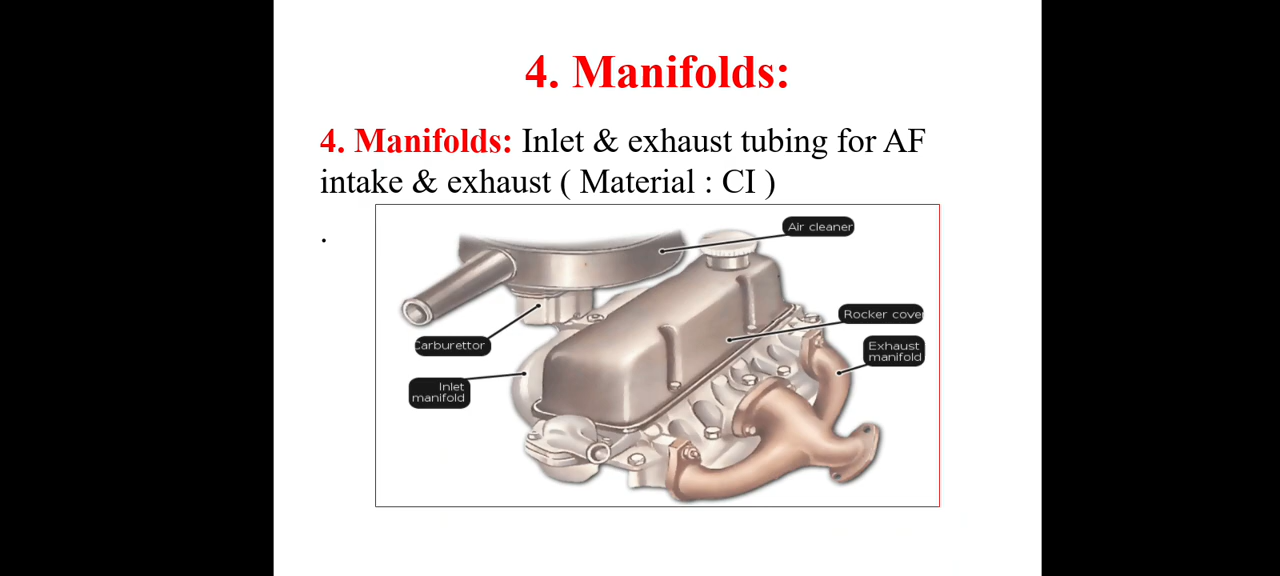 4. Manifolds:
4. Manifolds: Inlet & exhaust tubing for AF
intake & exhaust ( Material : CI )
.
Air cleaner
Rocker cover
Carburettor
Exhaust
manifold
Inlet
manifold